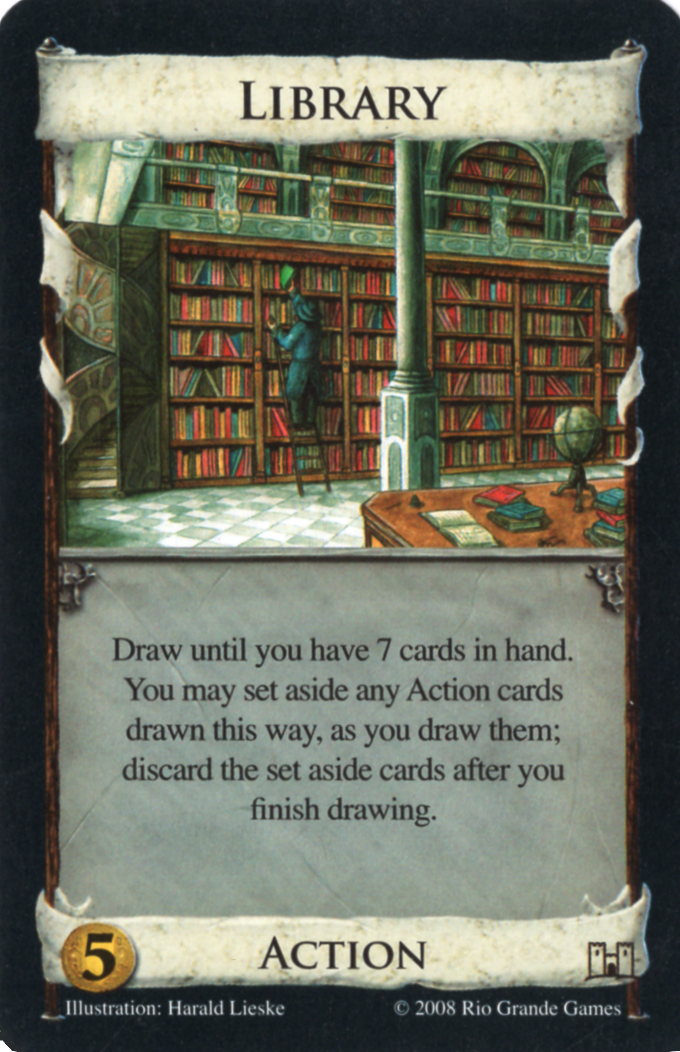 LIBRARY
Draw until you have 7 cards in hand.
You may set aside any Action cards
drawn this way, as you draw them;
discard the set aside cards after you
finish drawing.
5 ACTION
Illustration: Harald Lieske © 2008 Rio Grande Games